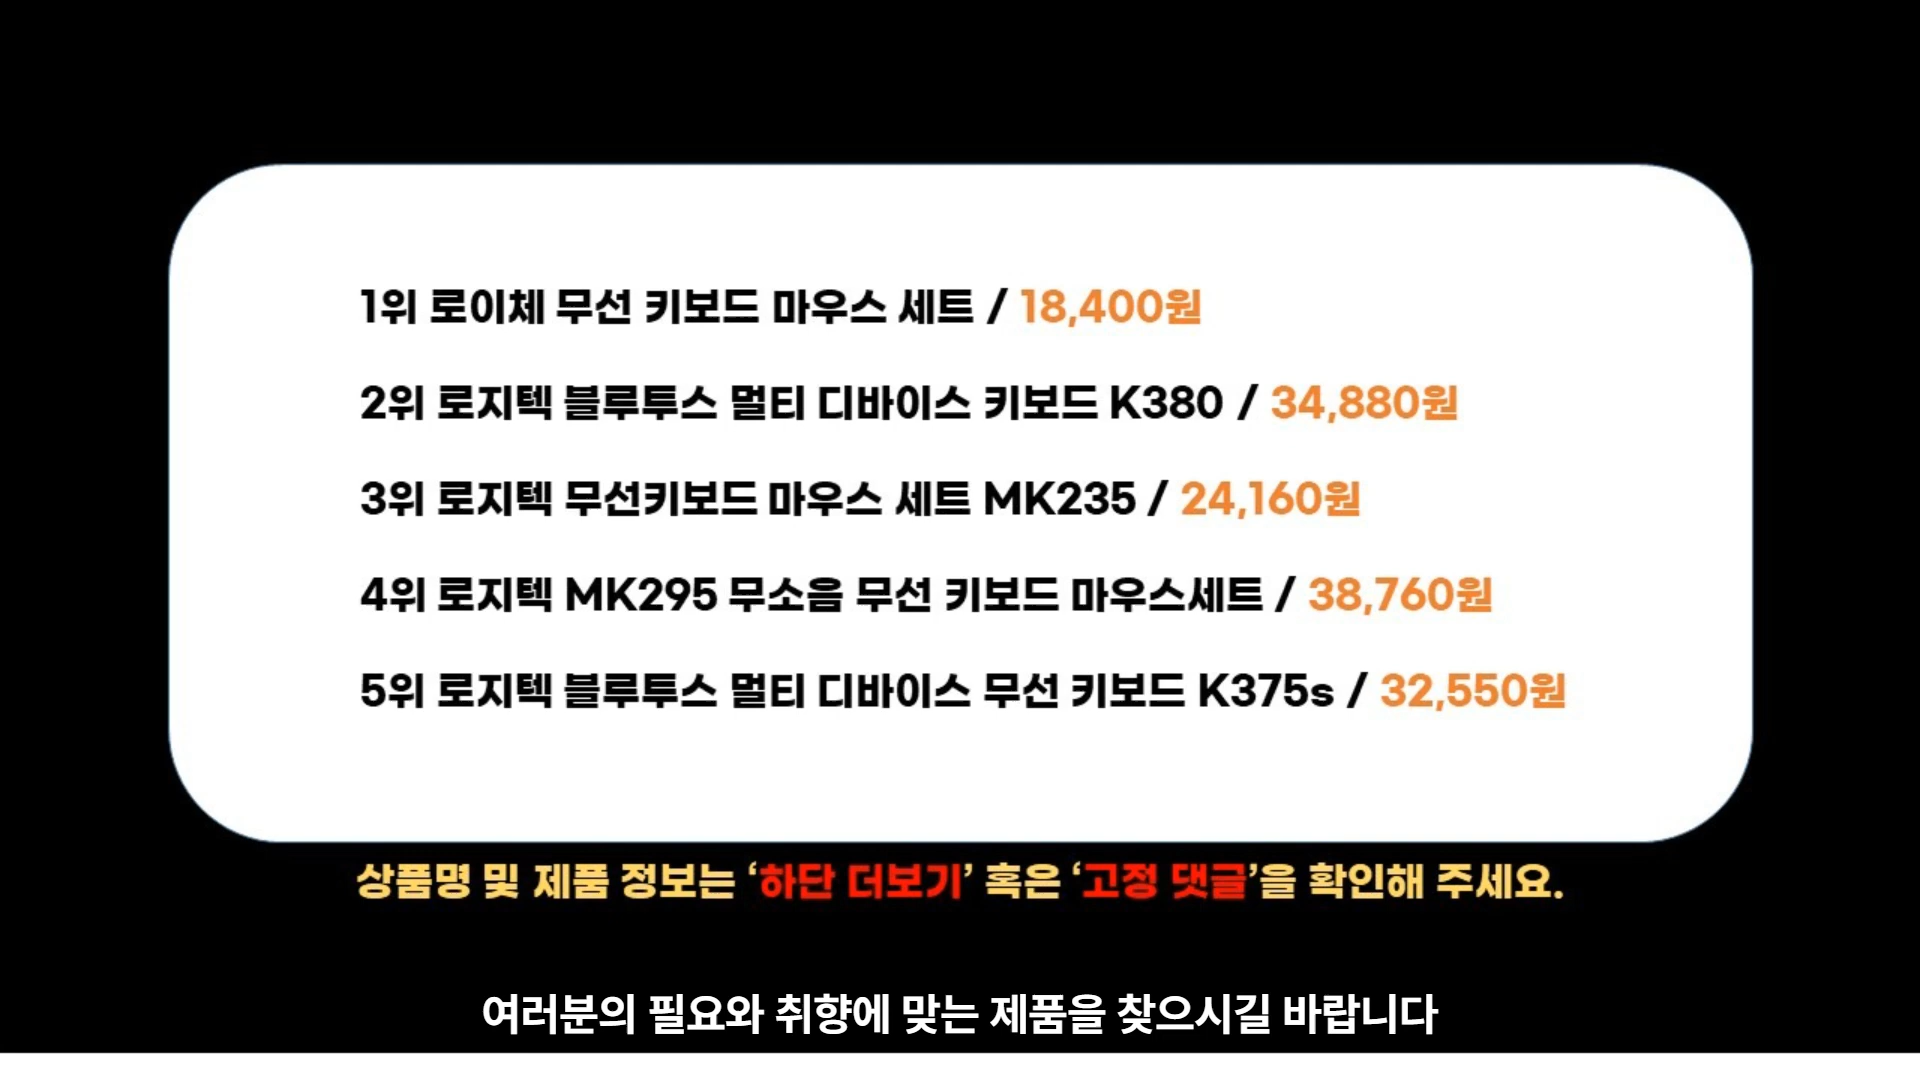 1위 로이체 무선 키보드 마우스 세트 / 18,400원
2위 로지텍 블루투스 멀티 디바이스 키보드 K380 / 34,880원
3위 로지텍 무선키보드 마우스 세트 MK235 / 24,160원
4위 로지텍 MK295 무소음 무선 키보드 마우스세트 / 38,760원
5위 로지텍 블루투스 멀티 디바이스 무선 키보드 K375s / 32,550원
상품명 및 제품 정보는 ‘하단 더보기’ 혹은 ‘고정 댓글’을 확인해 주세요.
여러분의 필요와 취향에 맞는 제품을 찾으시길 바랍니다